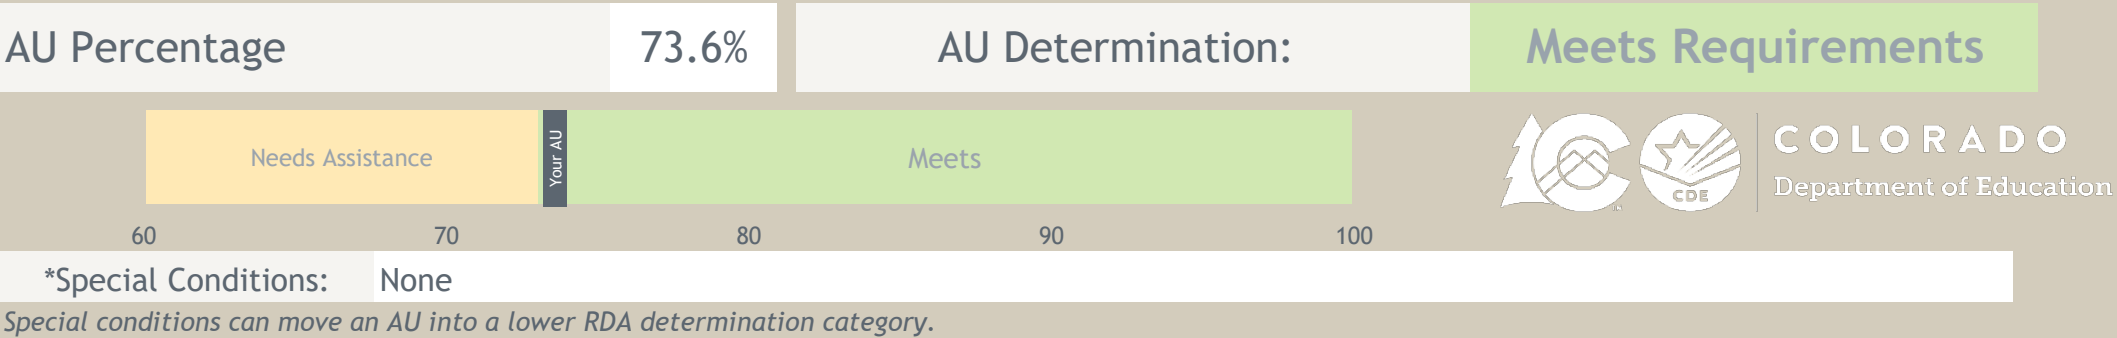 AU Percentage 73.6% AU Determination: Meets Requirements
Needs Assistance Your AU Meets
COLORADO
Department of Education
CDE
60 70 80 90 100
*Special Conditions: None
Special conditions can move an AU into a lower RDA determination category.